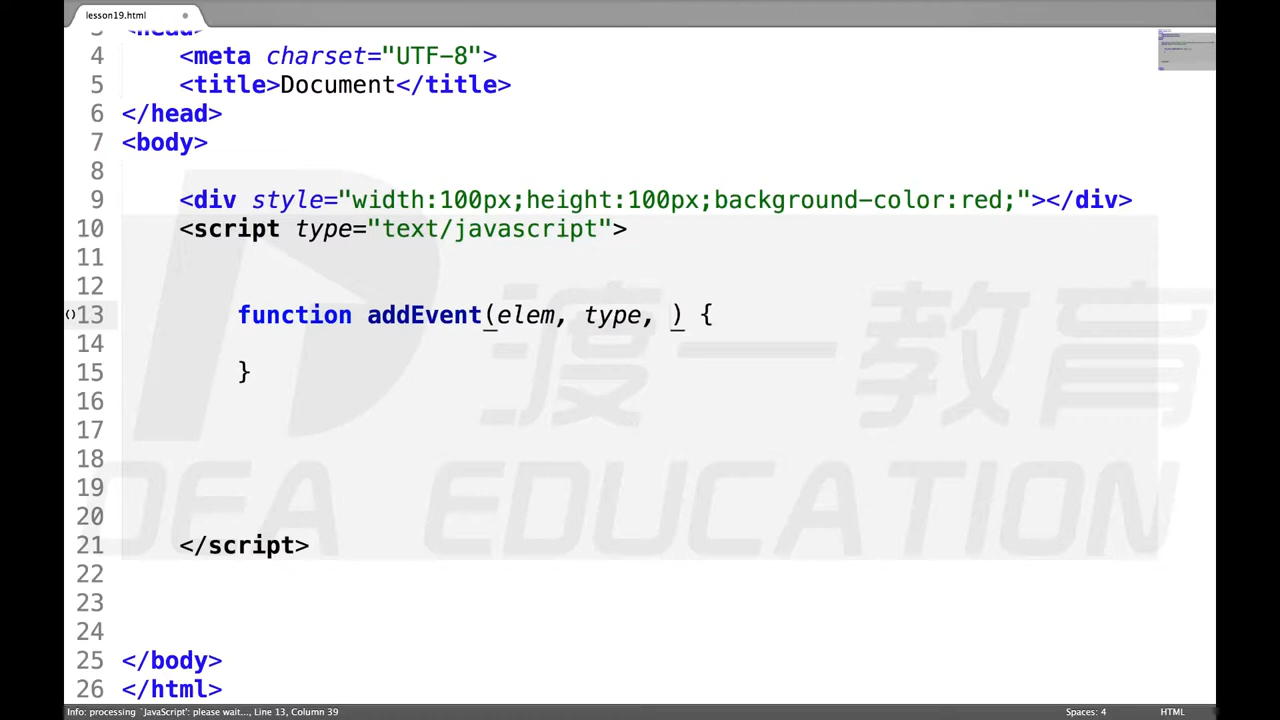 lesson19.html
3 <head>
4 <meta charset="UTF-8">
5 <title>Document</title>
6 </head>
7 <body>
8
9 <div style="width:100px;height:100px;background-color:red;"></div>
10 <script type="text/javascript">
11
12
13 function addEvent(elem, type, ) {
14
15 }
16
17
18
19
20
21 </script>
22
23
24
25 </body>
26 </html>
渡一教育
EDUCATION
Info: processing `JavaScript': please wait..., Line 13, Column 39
Spaces: 4
HTML